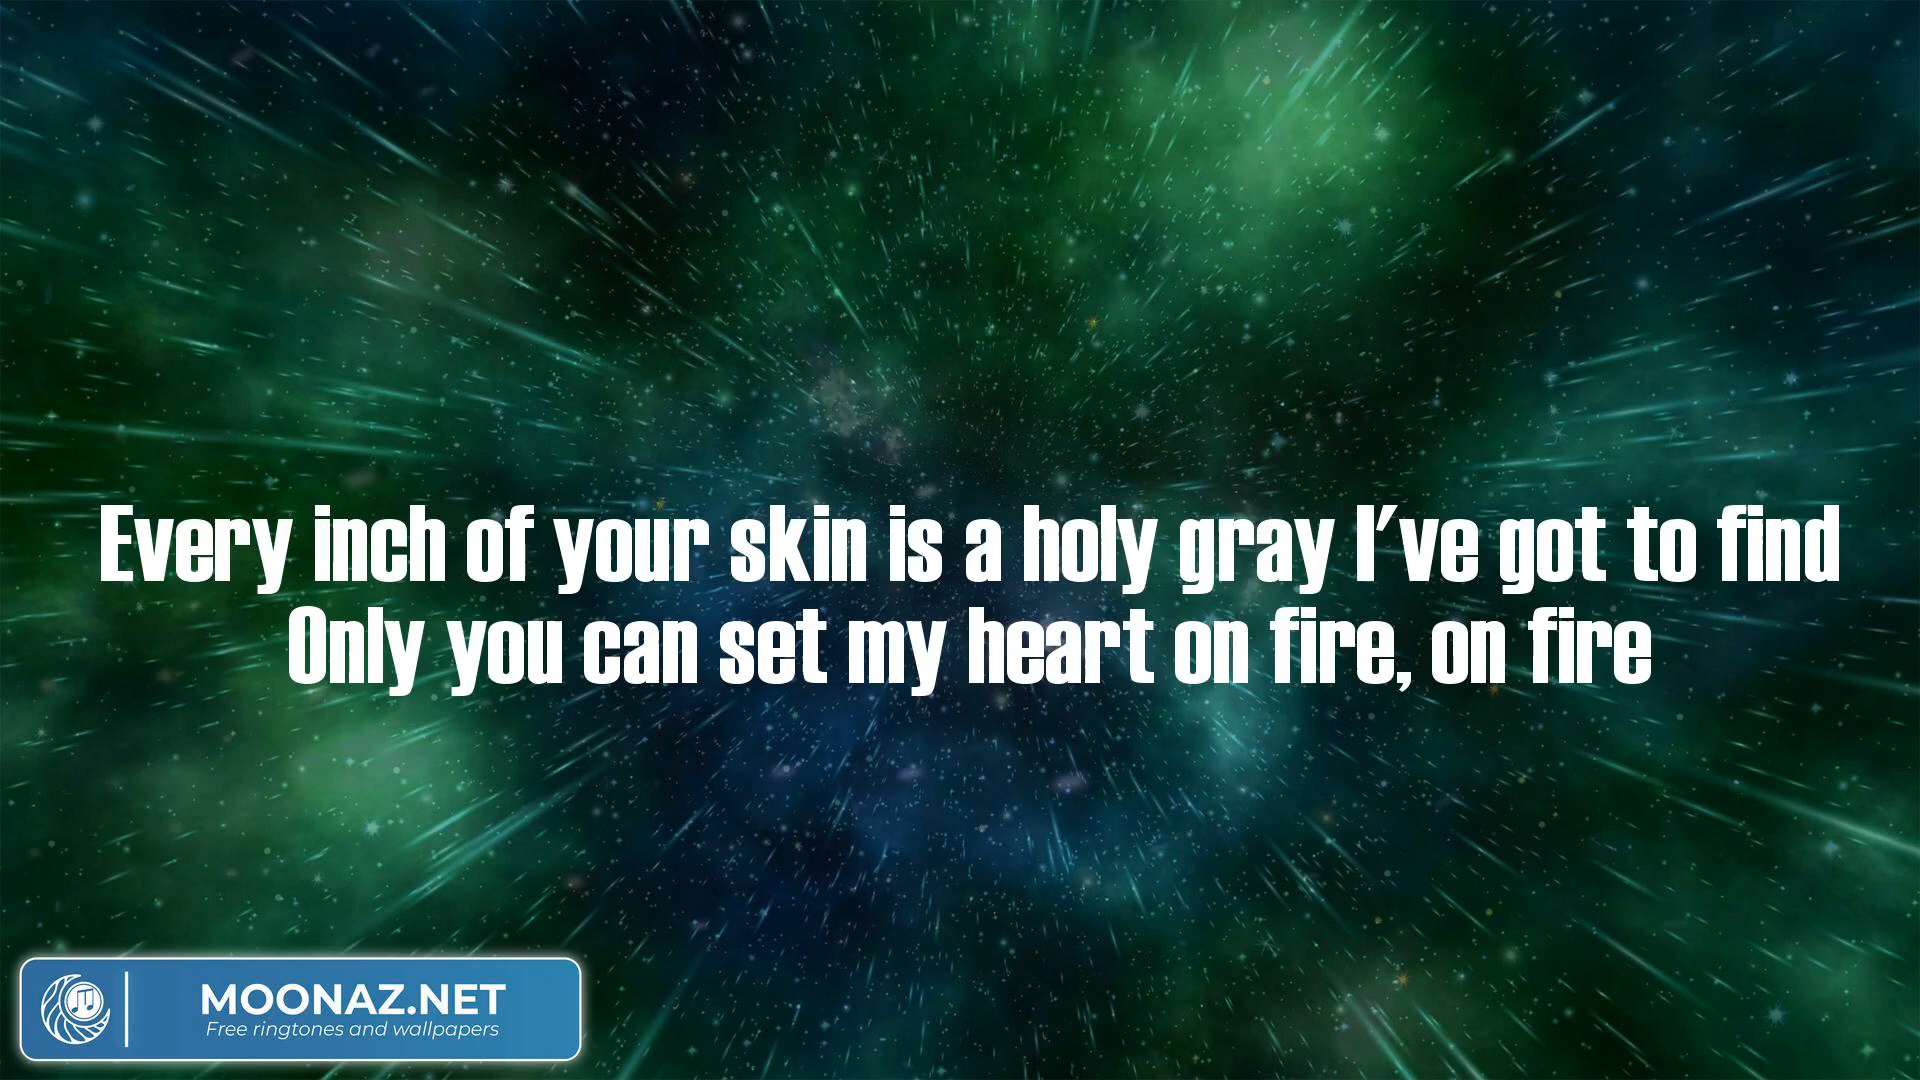 Every inch of your skin is a holy gray I've got to find
Only you can set my heart on fire, on fire
MOONAZ.NET
Free ringtones and wallpapers